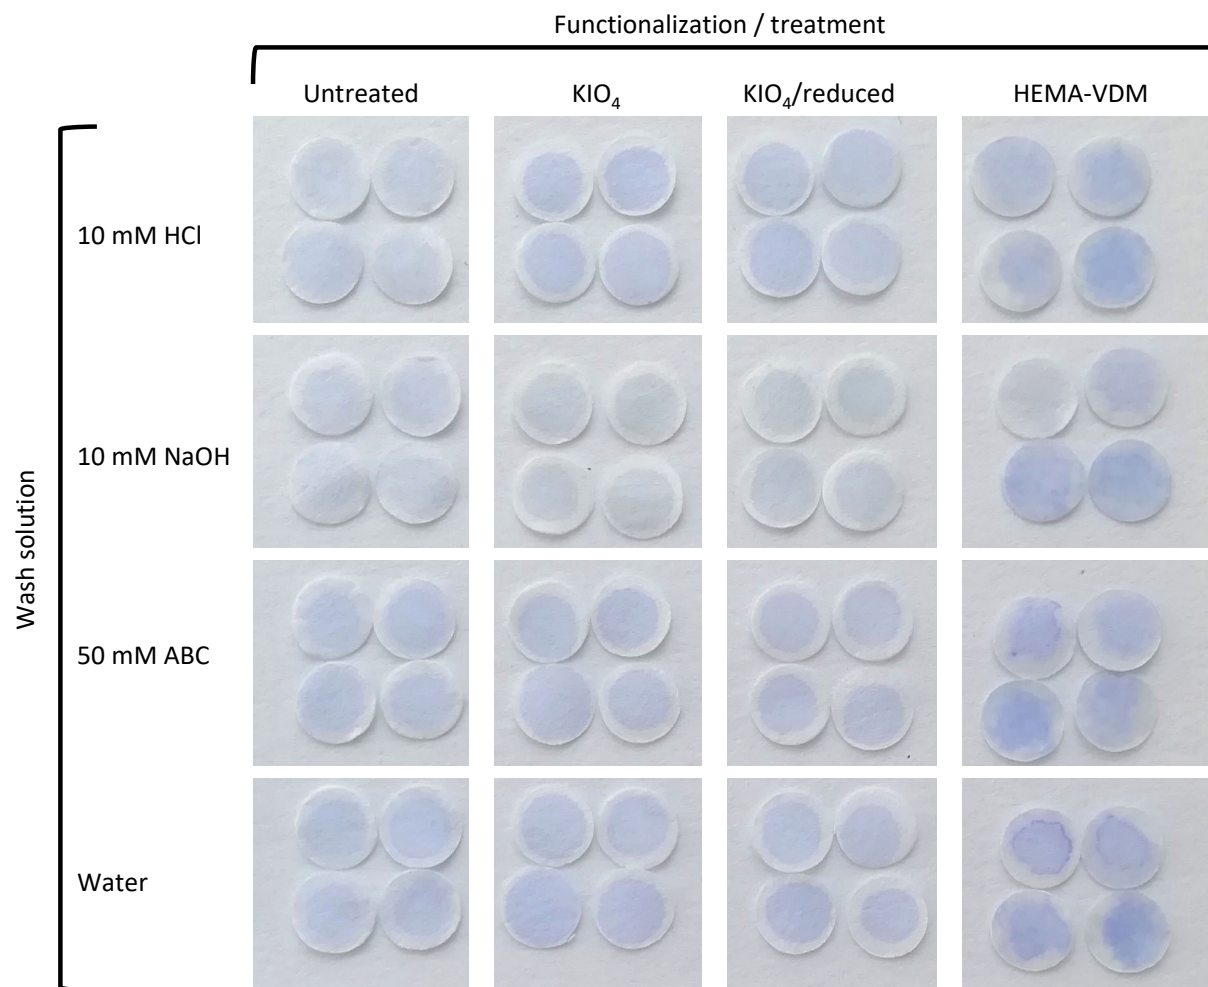 Functionalization / treatment
Untreated KIO₄ KIO₄/reduced HEMA-VDM
Wash solution
10 mM HCl
10 mM NaOH
50 mM ABC
Water